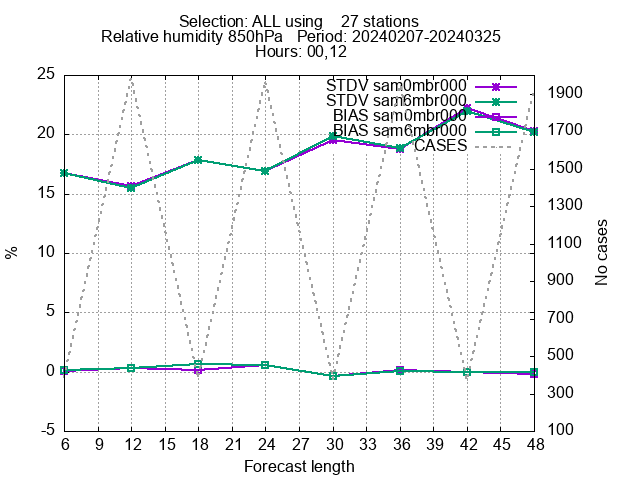 Selection: ALL using    27 stations
Relative humidity 850hPa   Period: 20240207-20240325
Hours: 00,12
STDV sam0mbr000
STDV sam6mbr000
BIAS sam0mbr000
BIAS sam6mbr000
CASES
25
20
15
10
5
0
-5
%
1900
1700
1500
1300
1100
900
700
500
300
100
No cases
6 9 12 15 18 21 24 27 30 33 36 39 42 45 48
Forecast length